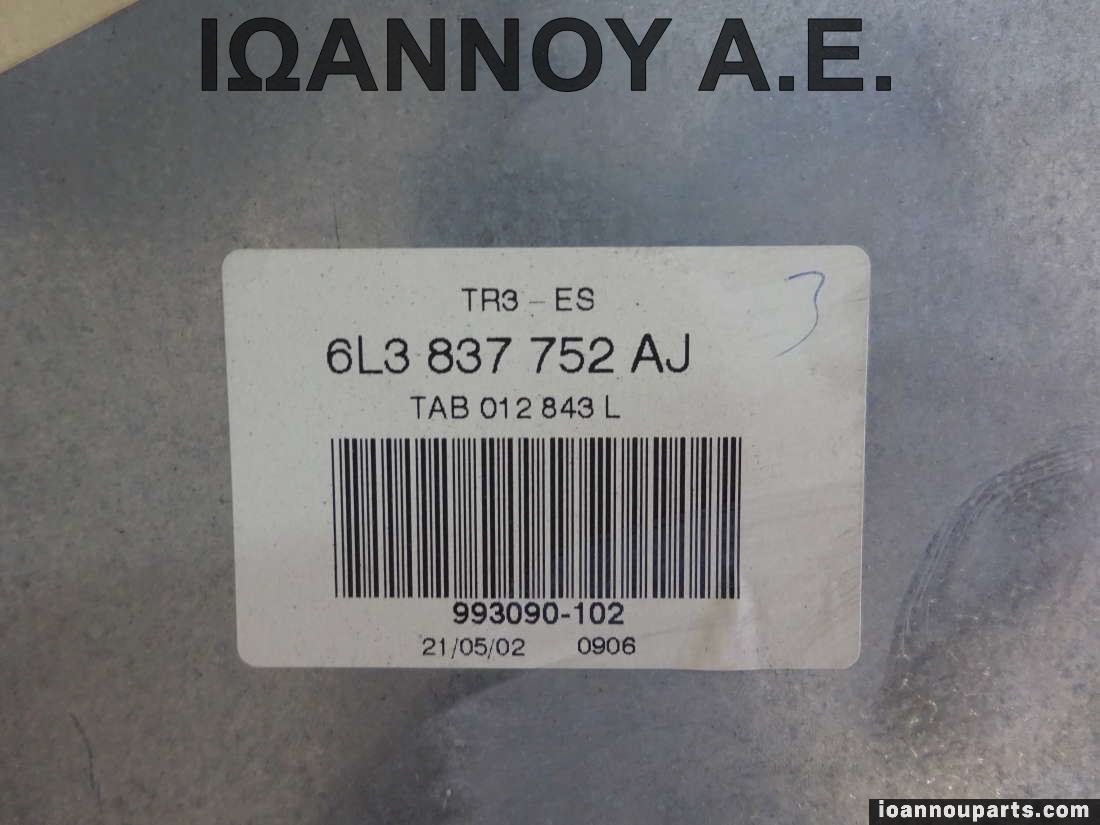 ΙΩΑΝΝΟΥ Α.Ε.
3
TR3 - ES
6L3 837 752 AJ
TAB 012 843 L
993090-102
21/05/02 0906
ioannouparts.com